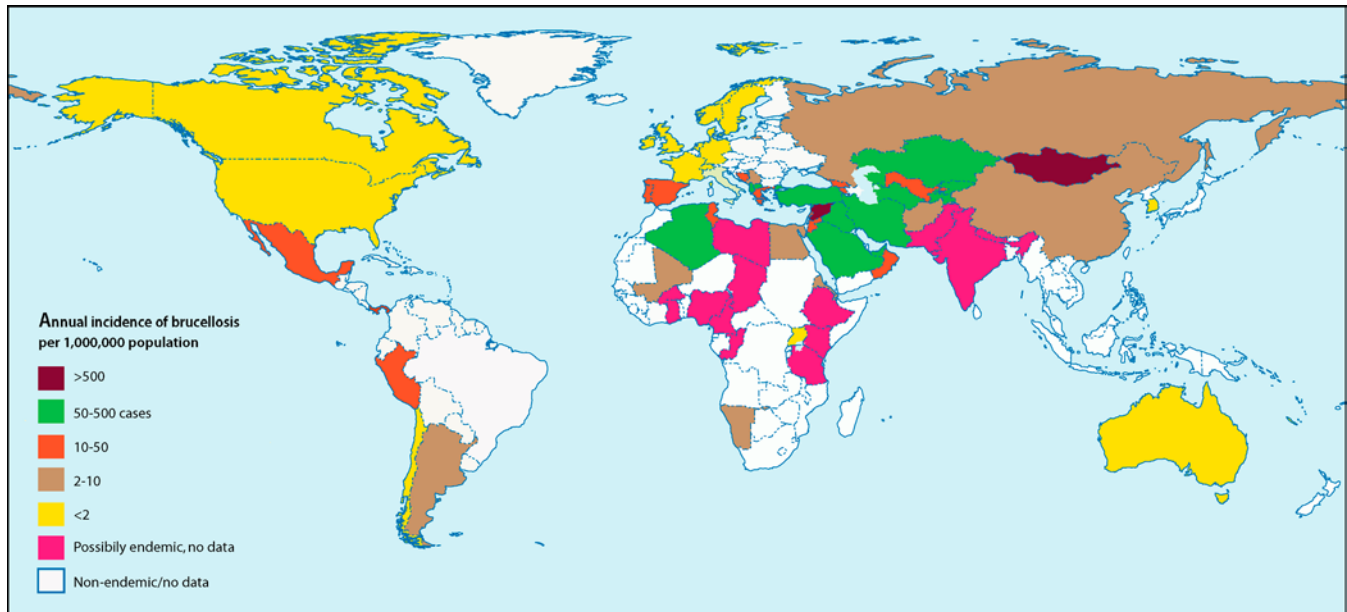 Annual incidence of brucellosis
per 1,000,000 population
>500
50-500 cases
10-50
2-10
<2
Possibily endemic, no data
Non-endemic/no data